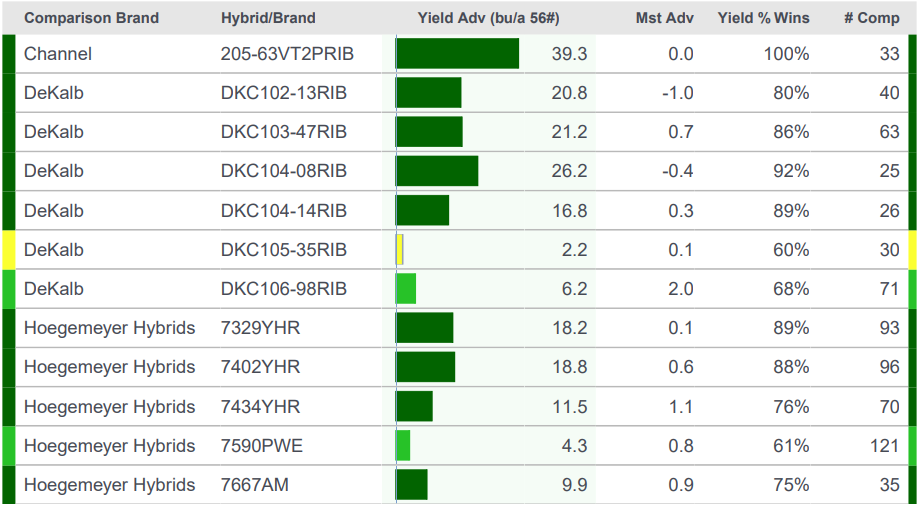 Comparison Brand Hybrid/Brand Yield Adv (bu/a 56#) Mst Adv Yield % Wins # Comp
Channel 205-63VT2PRIB 39.3 0.0 100% 33
DeKalb DKC102-13RIB 20.8 -1.0 80% 40
DeKalb DKC103-47RIB 21.2 0.7 86% 63
DeKalb DKC104-08RIB 26.2 -0.4 92% 25
DeKalb DKC104-14RIB 16.8 0.3 89% 26
DeKalb DKC105-35RIB 2.2 0.1 60% 30
DeKalb DKC106-98RIB 6.2 2.0 68% 71
Hoegemeyer Hybrids 7329YHR 18.2 0.1 89% 93
Hoegemeyer Hybrids 7402YHR 18.8 0.6 88% 96
Hoegemeyer Hybrids 7434YHR 11.5 1.1 76% 70
Hoegemeyer Hybrids 7590PWE 4.3 0.8 61% 121
Hoegemeyer Hybrids 7667AM 9.9 0.9 75% 35